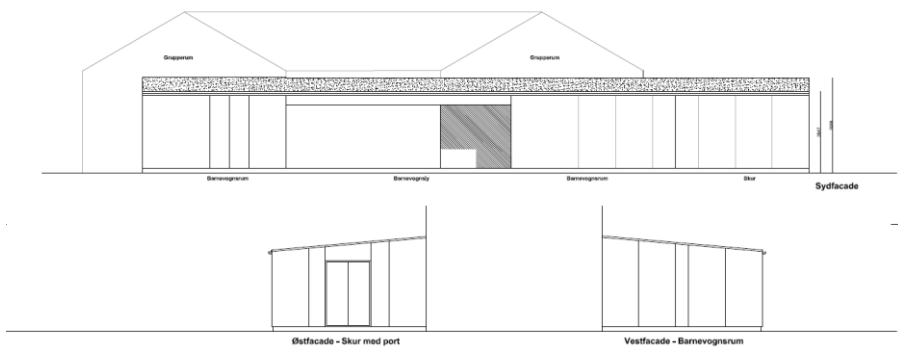 Grupperum
Grupperum
Barnevognsrum
Barnevognsly
Barnevognsrum
Skur
Sydfacade
Østfacade - Skur med port
Vestfacade - Barnevognsrum